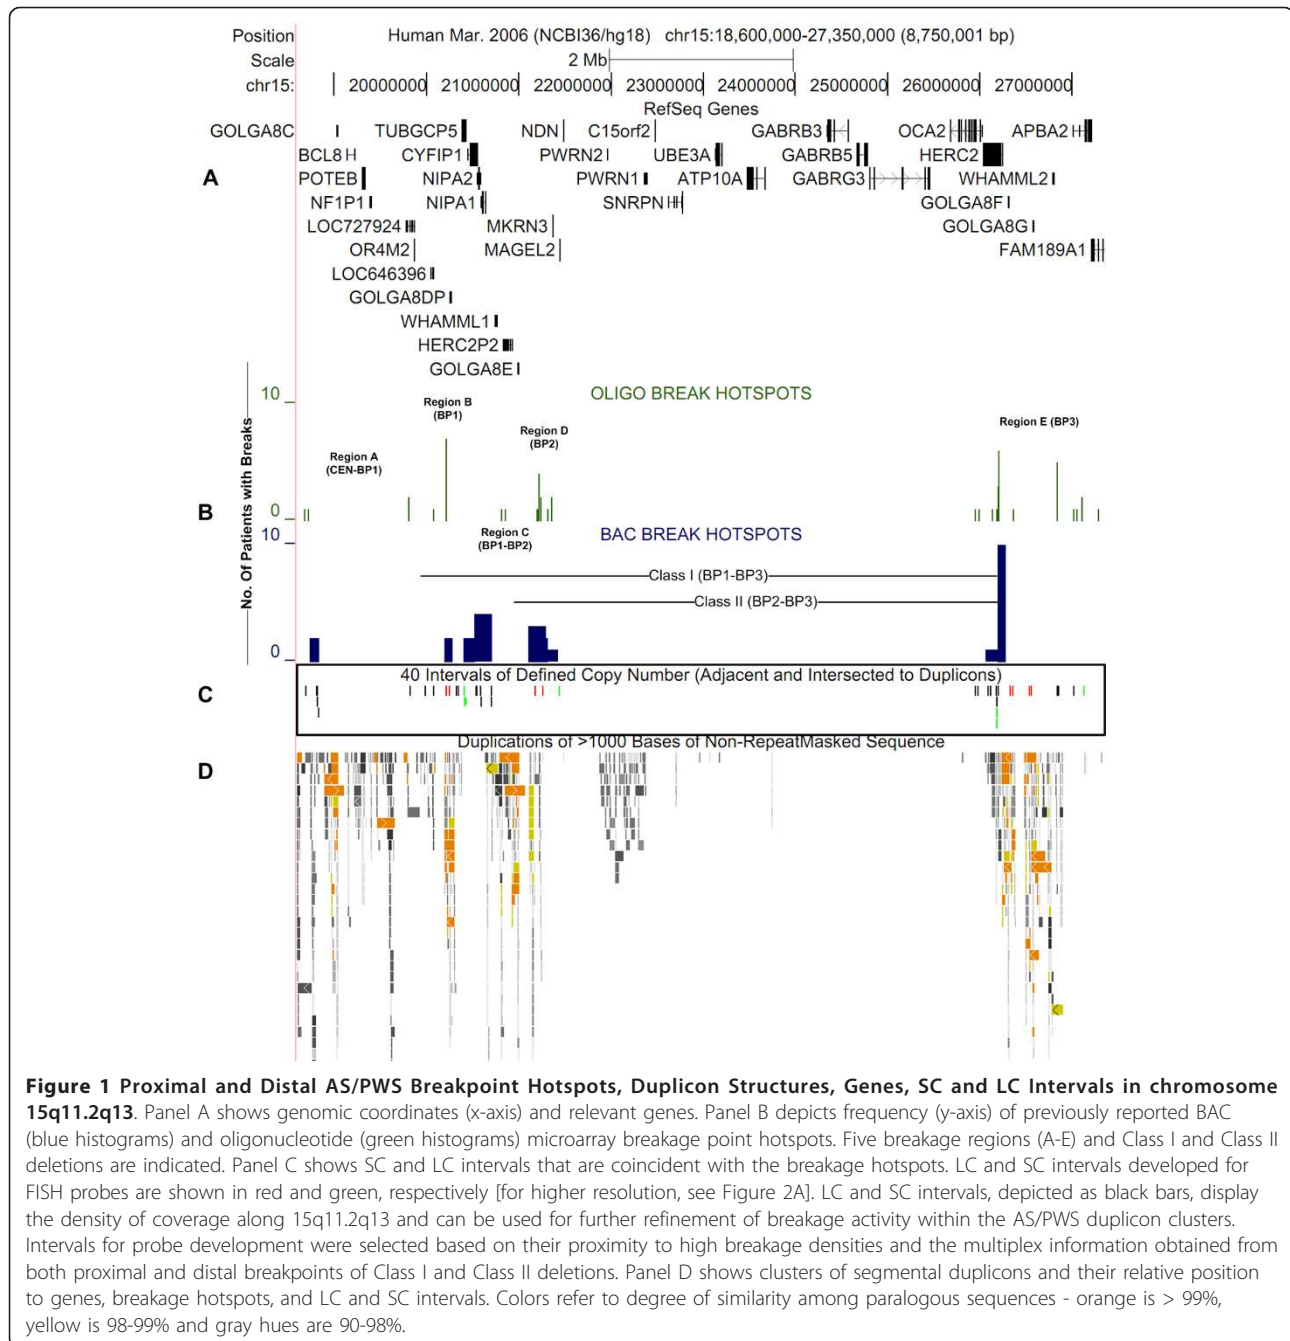 Position Human Mar. 2006 (NCBI36/hg18) chr15:18,600,000-27,350,000 (8,750,001 bp)
Scale 2 Mb
chr15: 20000000 21000000 22000000 23000000 24000000 25000000 26000000 27000000
RefSeq Genes
GOLGA8C TUBGCP5 NDN C15orf2 GABRB3 OCA2 APBA2
BCL8 CYFIP1 PWRN2 UBE3A GABRB5 HERC2
A
POTEB NIPA2 PWRN1 ATP10A GABRG3 WHAMML2
NF1P1 NIPA1 SNRPN GOLGA8F
LOC727924 MKRN3 GOLGA8G
OR4M2 MAGEL2 FAM189A1
LOC646396
GOLGA8DP
WHAMML1
HERC2P2
GOLGA8E
No. Of Patients with Breaks
10 OLIGO BREAK HOTSPOTS
Region B
(BP1)
Region D
(BP2)
Region E (BP3)
Region A
(CEN-BP1)
B
0
10 BAC BREAK HOTSPOTS
Region C
(BP1-BP2)
Class I (BP1-BP3)
Class II (BP2-BP3)
0
C
40 Intervals of Defined Copy Number (Adjacent and Intersected to Duplicons)
Duplications of >1000 Bases of Non-RepeatMasked Sequence
D
Figure 1 Proximal and Distal AS/PWS Breakpoint Hotspots, Duplicon Structures, Genes, SC and LC Intervals in chromosome
15q11.2q13. Panel A shows genomic coordinates (x-axis) and relevant genes. Panel B depicts frequency (y-axis) of previously reported BAC
(blue histograms) and oligonucleotide (green histograms) microarray breakage point hotspots. Five breakage regions (A-E) and Class I and Class II
deletions are indicated. Panel C shows SC and LC intervals that are coincident with the breakage hotspots. LC and SC intervals developed for
FISH probes are shown in red and green, respectively [for higher resolution, see Figure 2A]. LC and SC intervals, depicted as black bars, display
the density of coverage along 15q11.2q13 and can be used for further refinement of breakage activity within the AS/PWS duplicon clusters.
Intervals for probe development were selected based on their proximity to high breakage densities and the multiplex information obtained from
both proximal and distal breakpoints of Class I and Class II deletions. Panel D shows clusters of segmental duplicons and their relative position
to genes, breakage hotspots, and LC and SC intervals. Colors refer to degree of similarity among paralogous sequences - orange is > 99%,
yellow is 98-99% and gray hues are 90-98%.